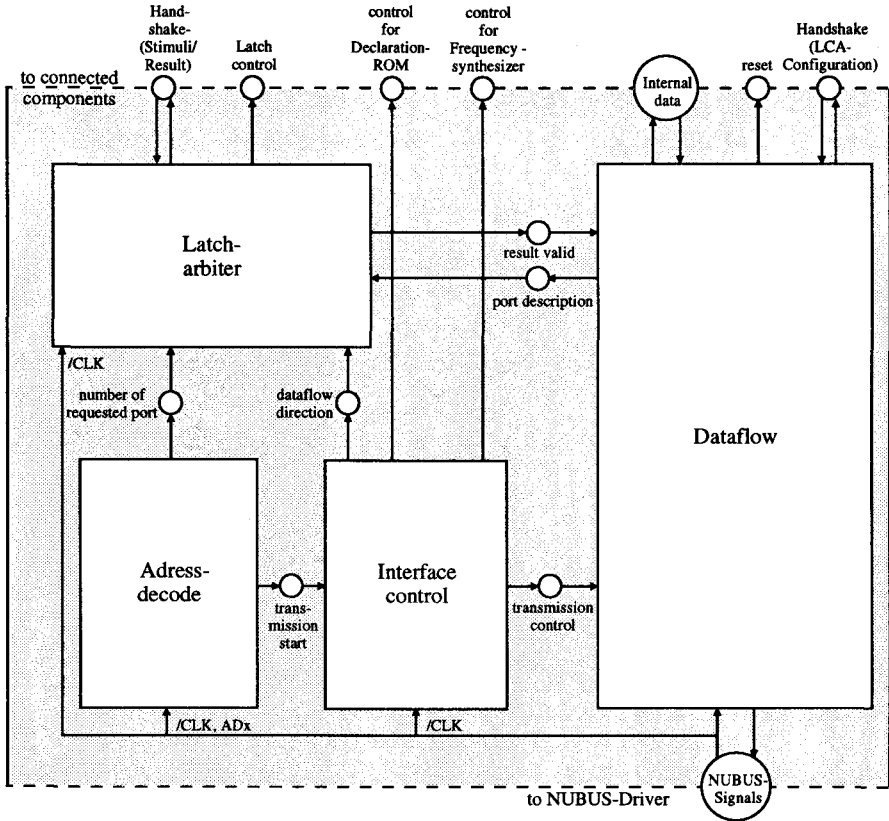 Hand-
shake-
(Stimuli/
Result)
Latch
control
control
for
Declaration-
ROM
control
for
Frequency -
synthesizer
Internal
data
reset
Handshake
(LCA-
Configuration)
to connected
components
Latch-
arbiter
result valid
port description
/CLK
number of
requested port
dataflow
direction
Dataflow
Adress-
decode
trans-
mission
start
Interface
control
transmission
control
/CLK, ADx
/CLK
to NUBUS-Driver
NUBUS-
Signals